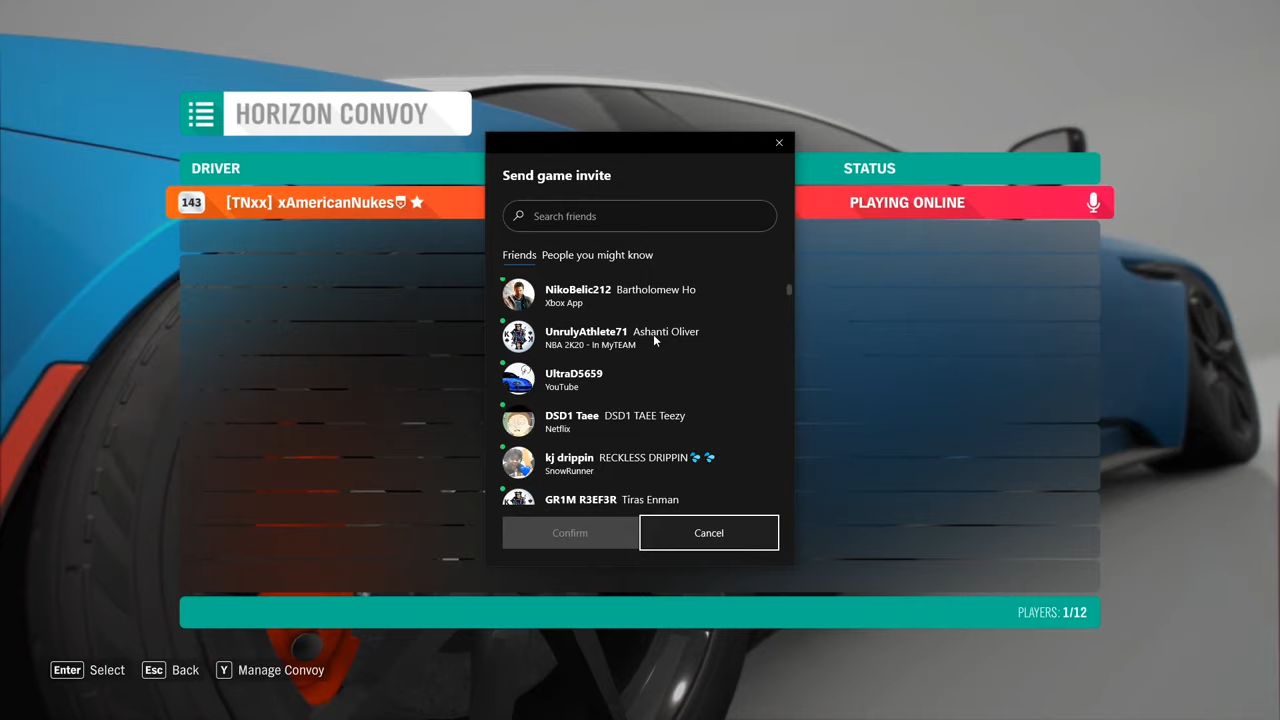 HORIZON CONVOY
DRIVER
STATUS
143 [TNxx] xAmericanNukes
PLAYING ONLINE
Send game invite
Search friends
Friends People you might know
NikoBelic212 Bartholomew Ho
Xbox App
UnrulyAthlete71 Ashanti Oliver
NBA 2K20 - In MyTEAM
UltraD5659
YouTube
DSD1 Taee DSD1 TAEE Teezy
Netflix
kj drippin RECKLESS DRIPPIN💦💦
SnowRunner
GR1M R3EF3R Tiras Enman
Confirm
Cancel
PLAYERS: 1/12
Enter Select Esc Back Y Manage Convoy